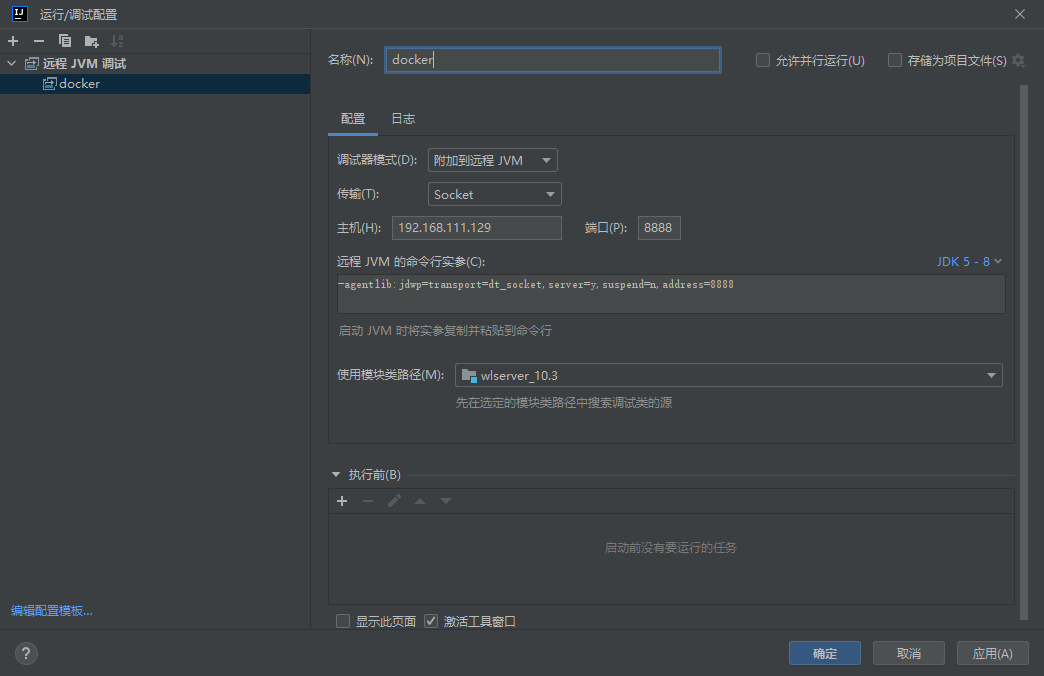 运行/调试配置
远程 JVM 调试
docker
名称(N): docker 允许并行运行(U) 存储为项目文件(S)
配置 日志
调试器模式(D): 附加到远程 JVM
传输(T): Socket
主机(H): 192.168.111.129 端口(P): 8888
远程 JVM 的命令行实参(C): JDK 5 - 8
-agentlib:jdwp=transport=dt_socket,server=y,suspend=n,address=8888
启动 JVM 时将实参复制并粘贴到命令行
使用模块类路径(M): wlserver_10.3
先在选定的模块类路径中搜索调试类的源
执行前(B)
启动前没有要运行的任务
编辑配置模板...
显示此页面 激活工具窗口
? 确定 取消 应用(A)